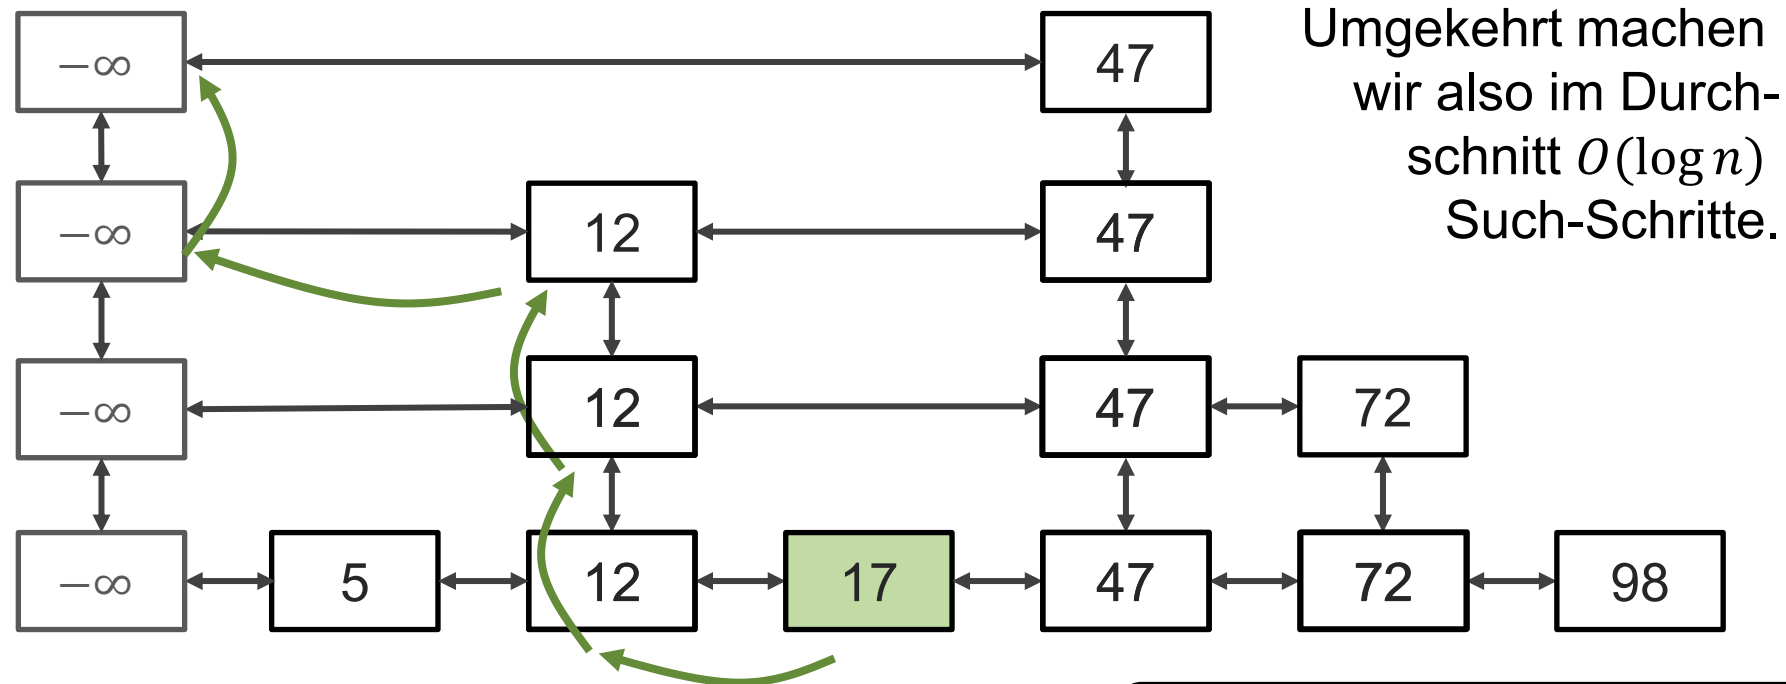 −∞ 47
Umgekehrt machen
wir also im Durch-
schnitt O(log n)
Such-Schritte.
−∞ 12 47
−∞ 12 47 72
−∞ 5 12 17 47 72 98